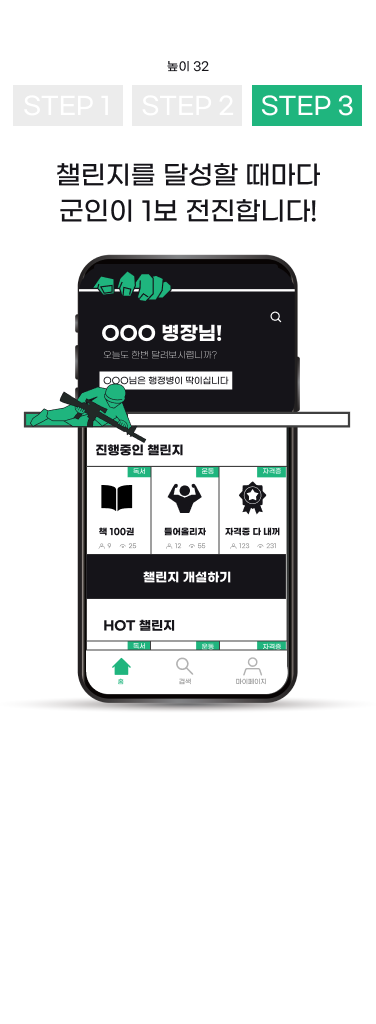 높이 32
STEP 1
STEP 2
STEP 3
챌린지를 달성할 때마다
군인이 1보 전진합니다!
OOO 병장님!
오늘도 한번 달려보시렵니까?
OOO님은 행정병이 딱이십니다
진행중인 챌린지
독서
운동
자격증
책 100권
들어올리자
자격증 다 내꺼
9 25
12 55
123 231
챌린지 개설하기
HOT 챌린지
독서
운동
자격증
홈
검색
마이페이지